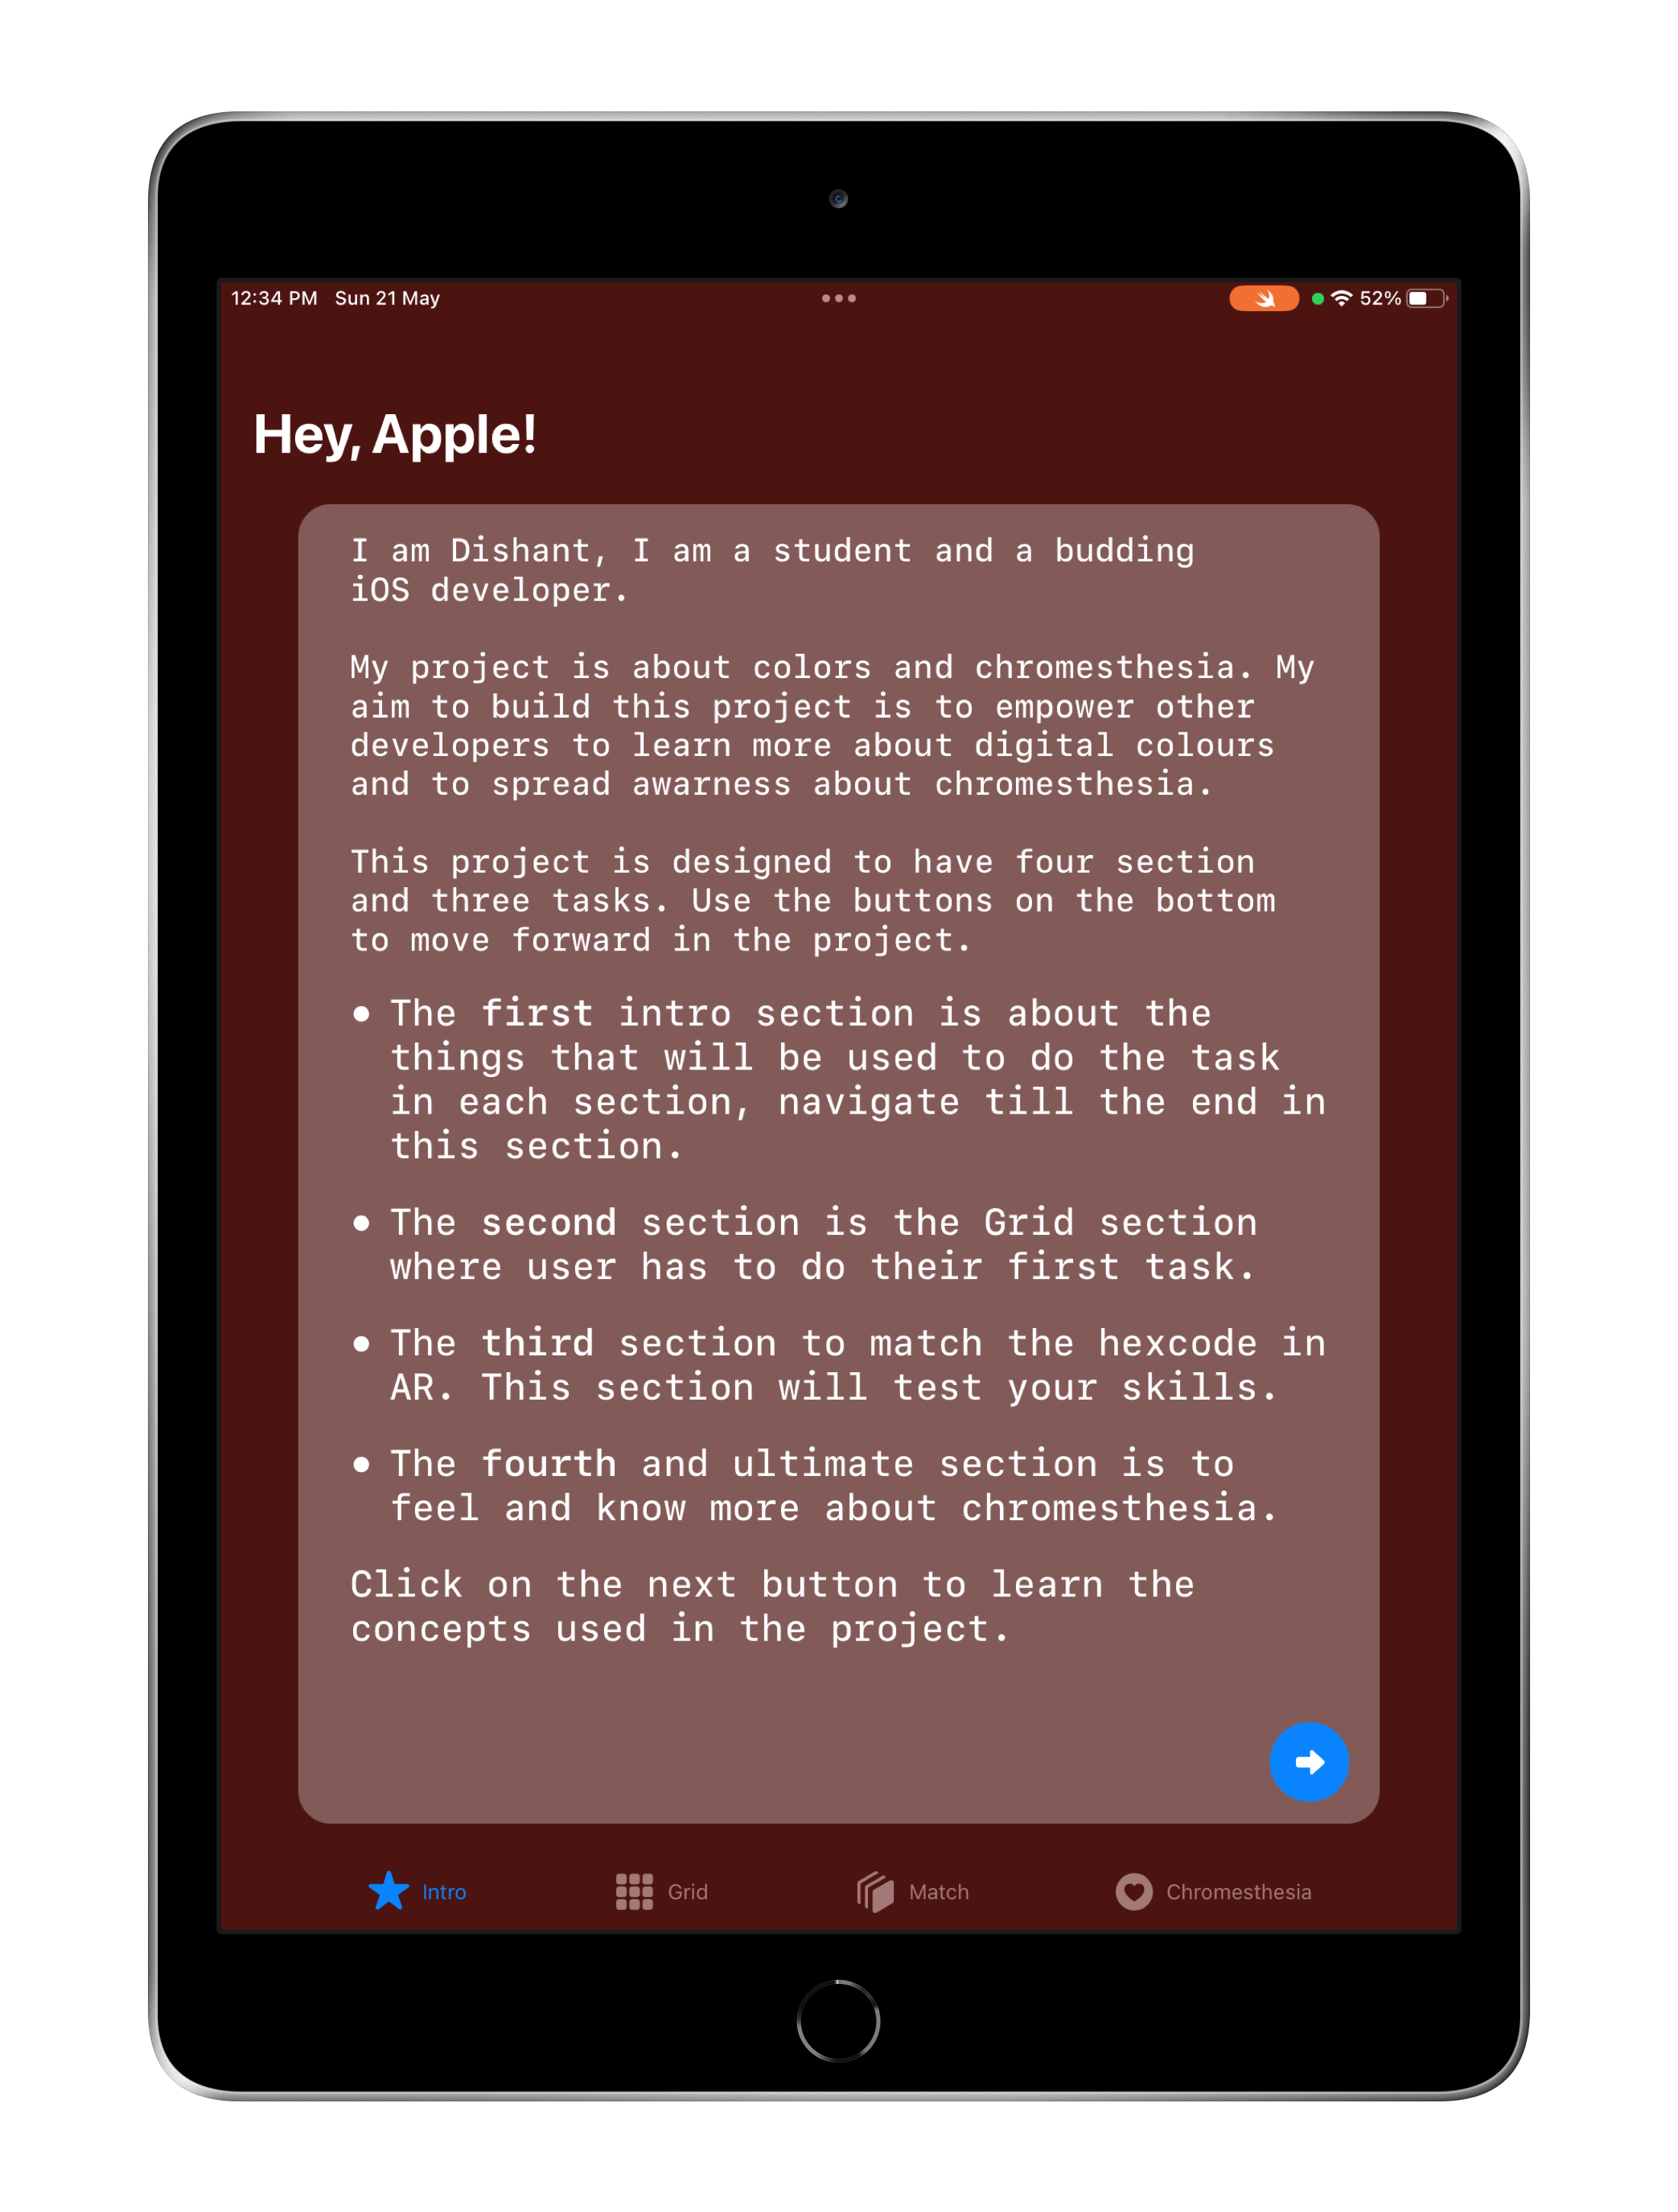 12:34 PM Sun 21 May 52%
Hey, Apple!
I am Dishant, I am a student and a budding
iOS developer.
My project is about colors and chromesthesia. My
aim to build this project is to empower other
developers to learn more about digital colours
and to spread awarness about chromesthesia.
This project is designed to have four section
and three tasks. Use the buttons on the bottom
to move forward in the project.
• The first intro section is about the
things that will be used to do the task
in each section, navigate till the end in
this section.
• The second section is the Grid section
where user has to do their first task.
• The third section to match the hexcode in
AR. This section will test your skills.
• The fourth and ultimate section is to
feel and know more about chromesthesia.
Click on the next button to learn the
concepts used in the project.
Intro Grid Match Chromesthesia